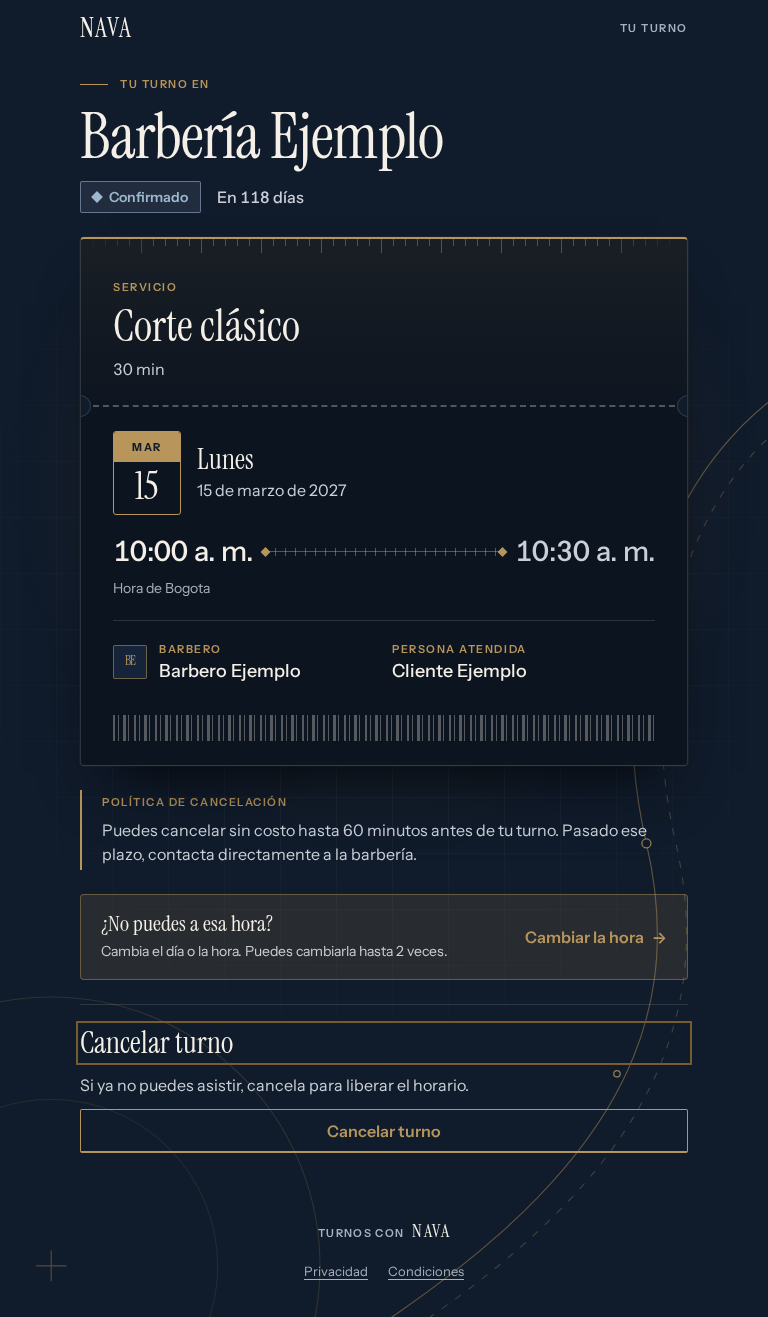 NAVA
TU TURNO
TU TURNO EN
Barbería Ejemplo
Confirmado
En 118 días
SERVICIO
Corte clásico
30 min
MAR
15
Lunes
15 de marzo de 2027
10:00 a. m.
10:30 a. m.
Hora de Bogota
BE
BARBERO
Barbero Ejemplo
PERSONA ATENDIDA
Cliente Ejemplo
POLÍTICA DE CANCELACIÓN
Puedes cancelar sin costo hasta 60 minutos antes de tu turno. Pasado ese
plazo, contacta directamente a la barbería.
¿No puedes a esa hora?
Cambia el día o la hora. Puedes cambiarla hasta 2 veces.
Cambiar la hora →
Cancelar turno
Si ya no puedes asistir, cancela para liberar el horario.
Cancelar turno
TURNOS CON NAVA
Privacidad
Condiciones